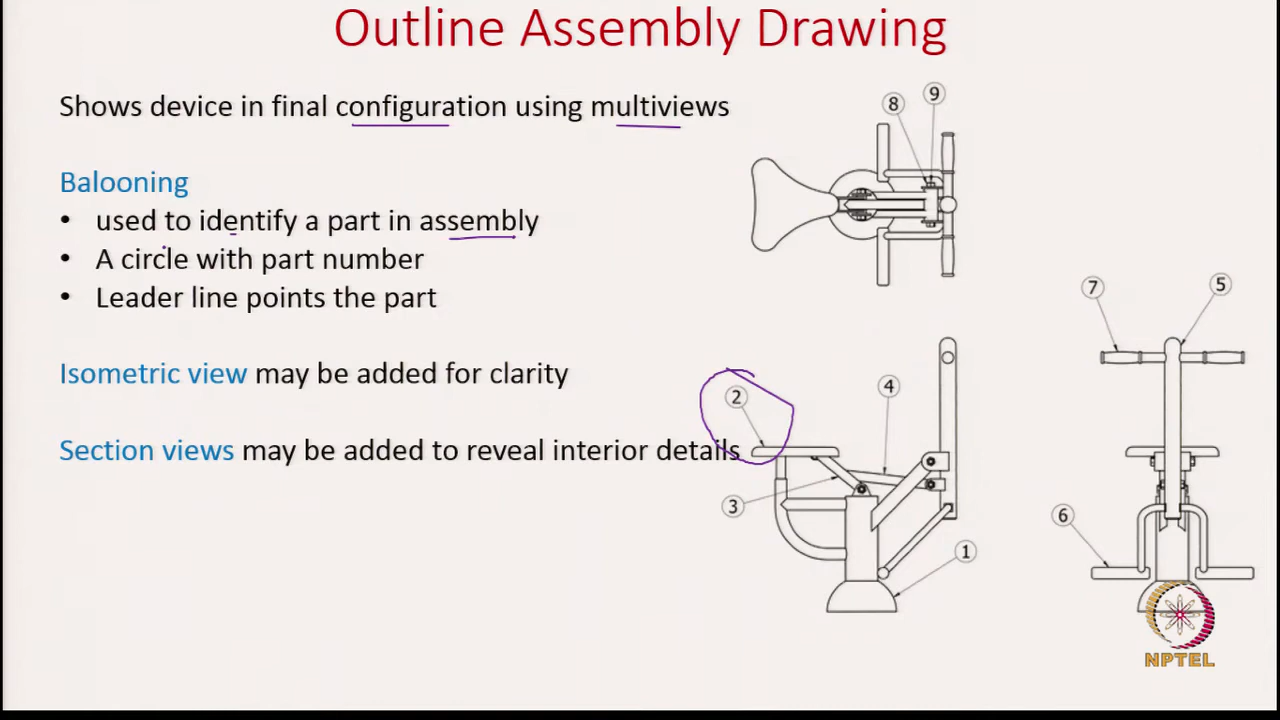 Outline Assembly Drawing
Shows device in final configuration using multiviews
Balooning
• used to identify a part in assembly
• A circle with part number
• Leader line points the part
Isometric view may be added for clarity
Section views may be added to reveal interior details
8
9
7
5
2
4
3
6
1
NPTEL